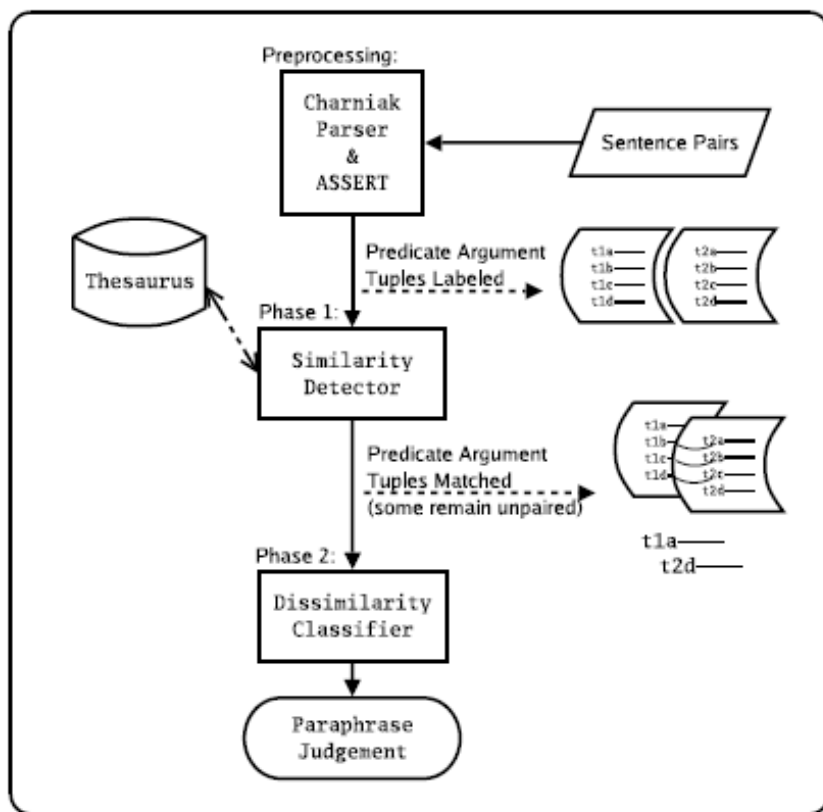 Preprocessing:
Charniak
Parser
&
ASSERT
Sentence Pairs
Thesaurus
Predicate Argument
Tuples Labeled
t1a
t1b
t1c
t1d
t2a
t2b
t2c
t2d
Phase 1:
Similarity
Detector
Predicate Argument
Tuples Matched
(some remain unpaired)
t1a
t1b
t1c
t1d
t2a
t2b
t2c
t2d
t1a
t2d
Phase 2:
Dissimilarity
Classifier
Paraphrase
Judgement